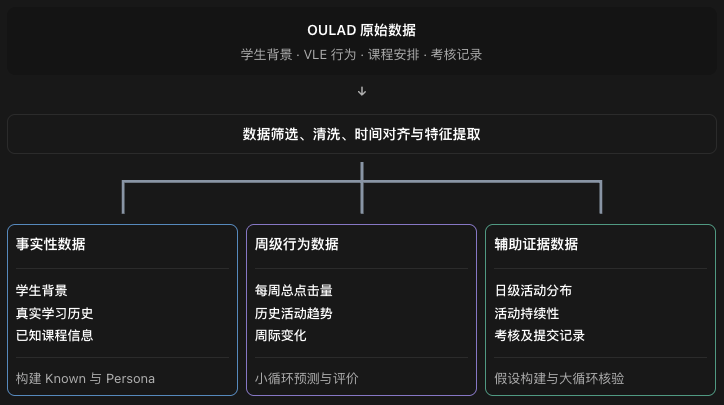 OULAD 原始数据
学生背景 · VLE 行为 · 课程安排 · 考核记录
数据筛选、清洗、时间对齐与特征提取
事实性数据
学生背景
真实学习历史
已知课程信息
构建 Known 与 Persona
周级行为数据
每周总点击量
历史活动趋势
周际变化
小循环预测与评价
辅助证据数据
日级活动分布
活动持续性
考核及提交记录
假设构建与大循环核验